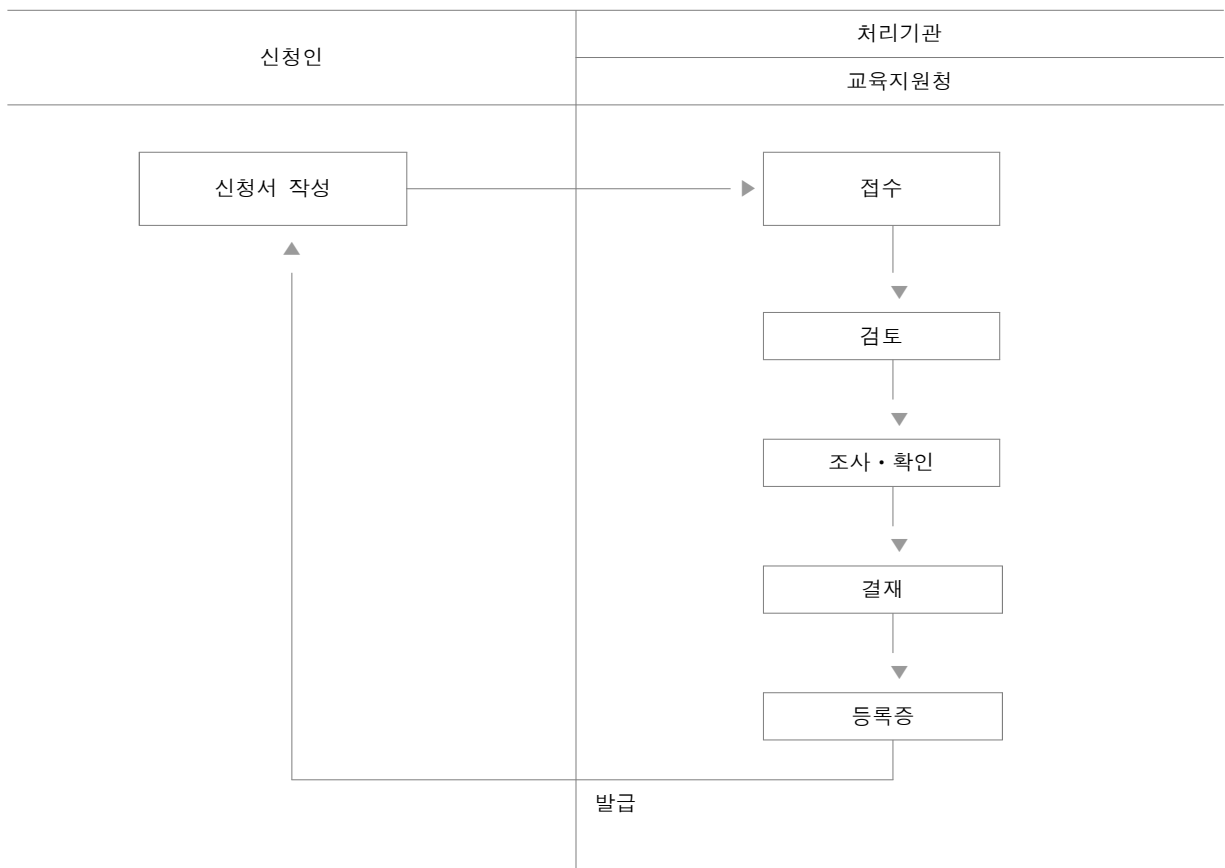 신청인
처리기관
교육지원청
신청서 작성
접수
검토
조사・확인
결재
등록증
발급